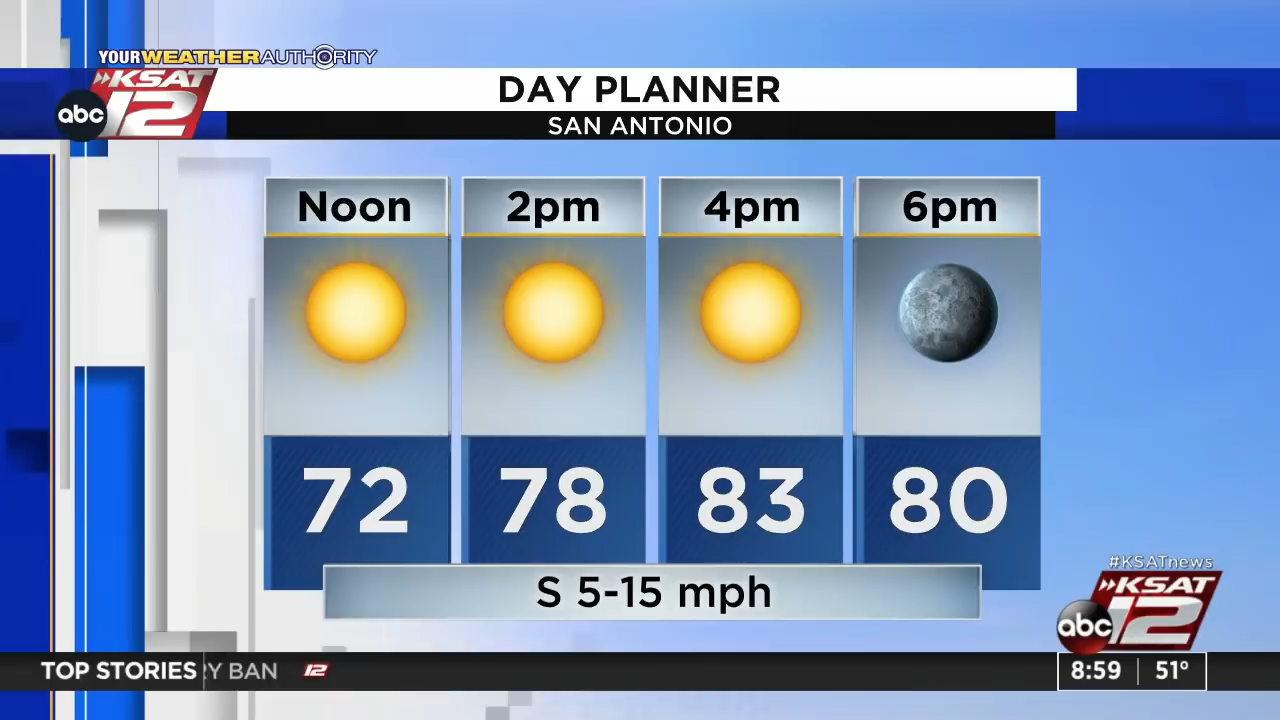 YOUR WEATHER AUTHORITY
KSAT
abc 12
DAY PLANNER
SAN ANTONIO
Noon 2pm 4pm 6pm
72 78 83 80
S 5-15 mph
#KSATnews
KSAT
abc 12
TOP STORIES Y BAN 12
8:59 51°